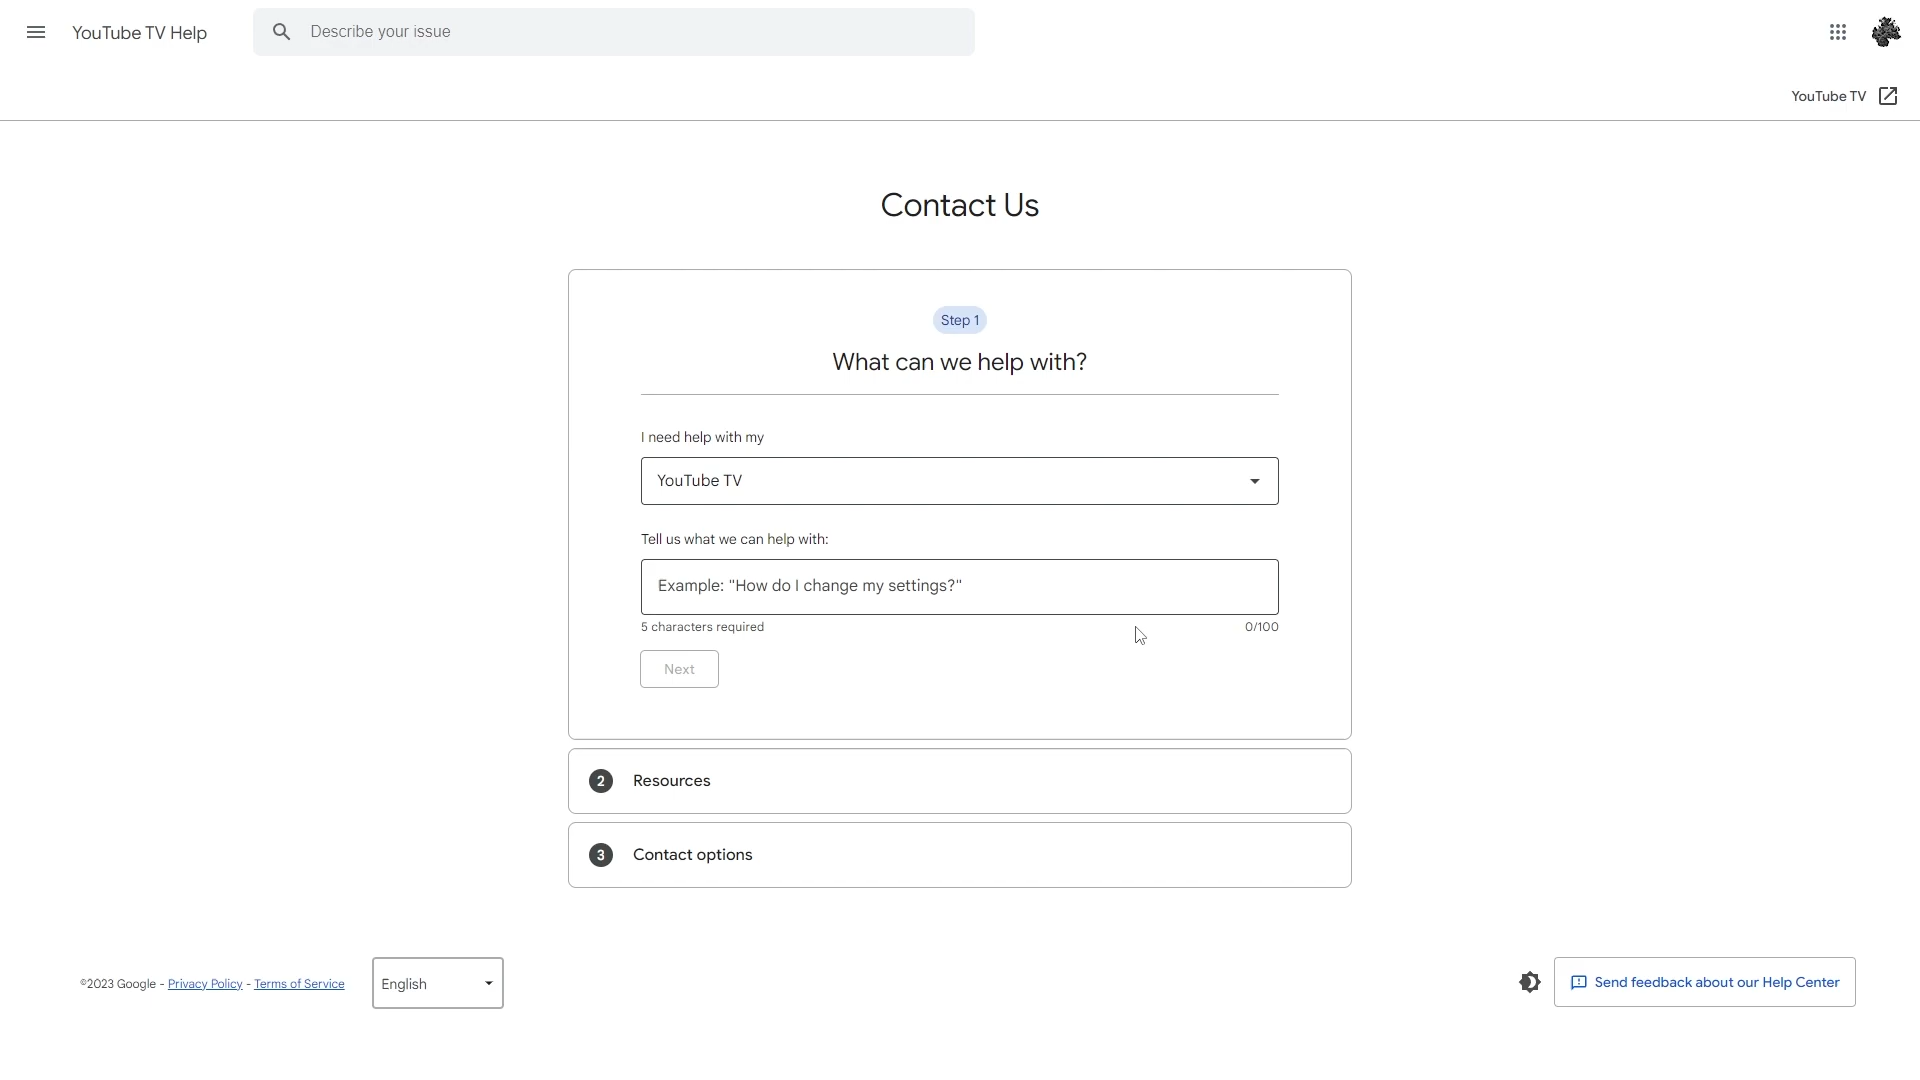 YouTube TV Help
Describe your issue
YouTube TV
Contact Us
Step 1
What can we help with?
I need help with my
YouTube TV
Tell us what we can help with:
Example: "How do I change my settings?"
5 characters required 0/100
Next
2 Resources
3 Contact options
©2023 Google - Privacy Policy - Terms of Service English Send feedback about our Help Center